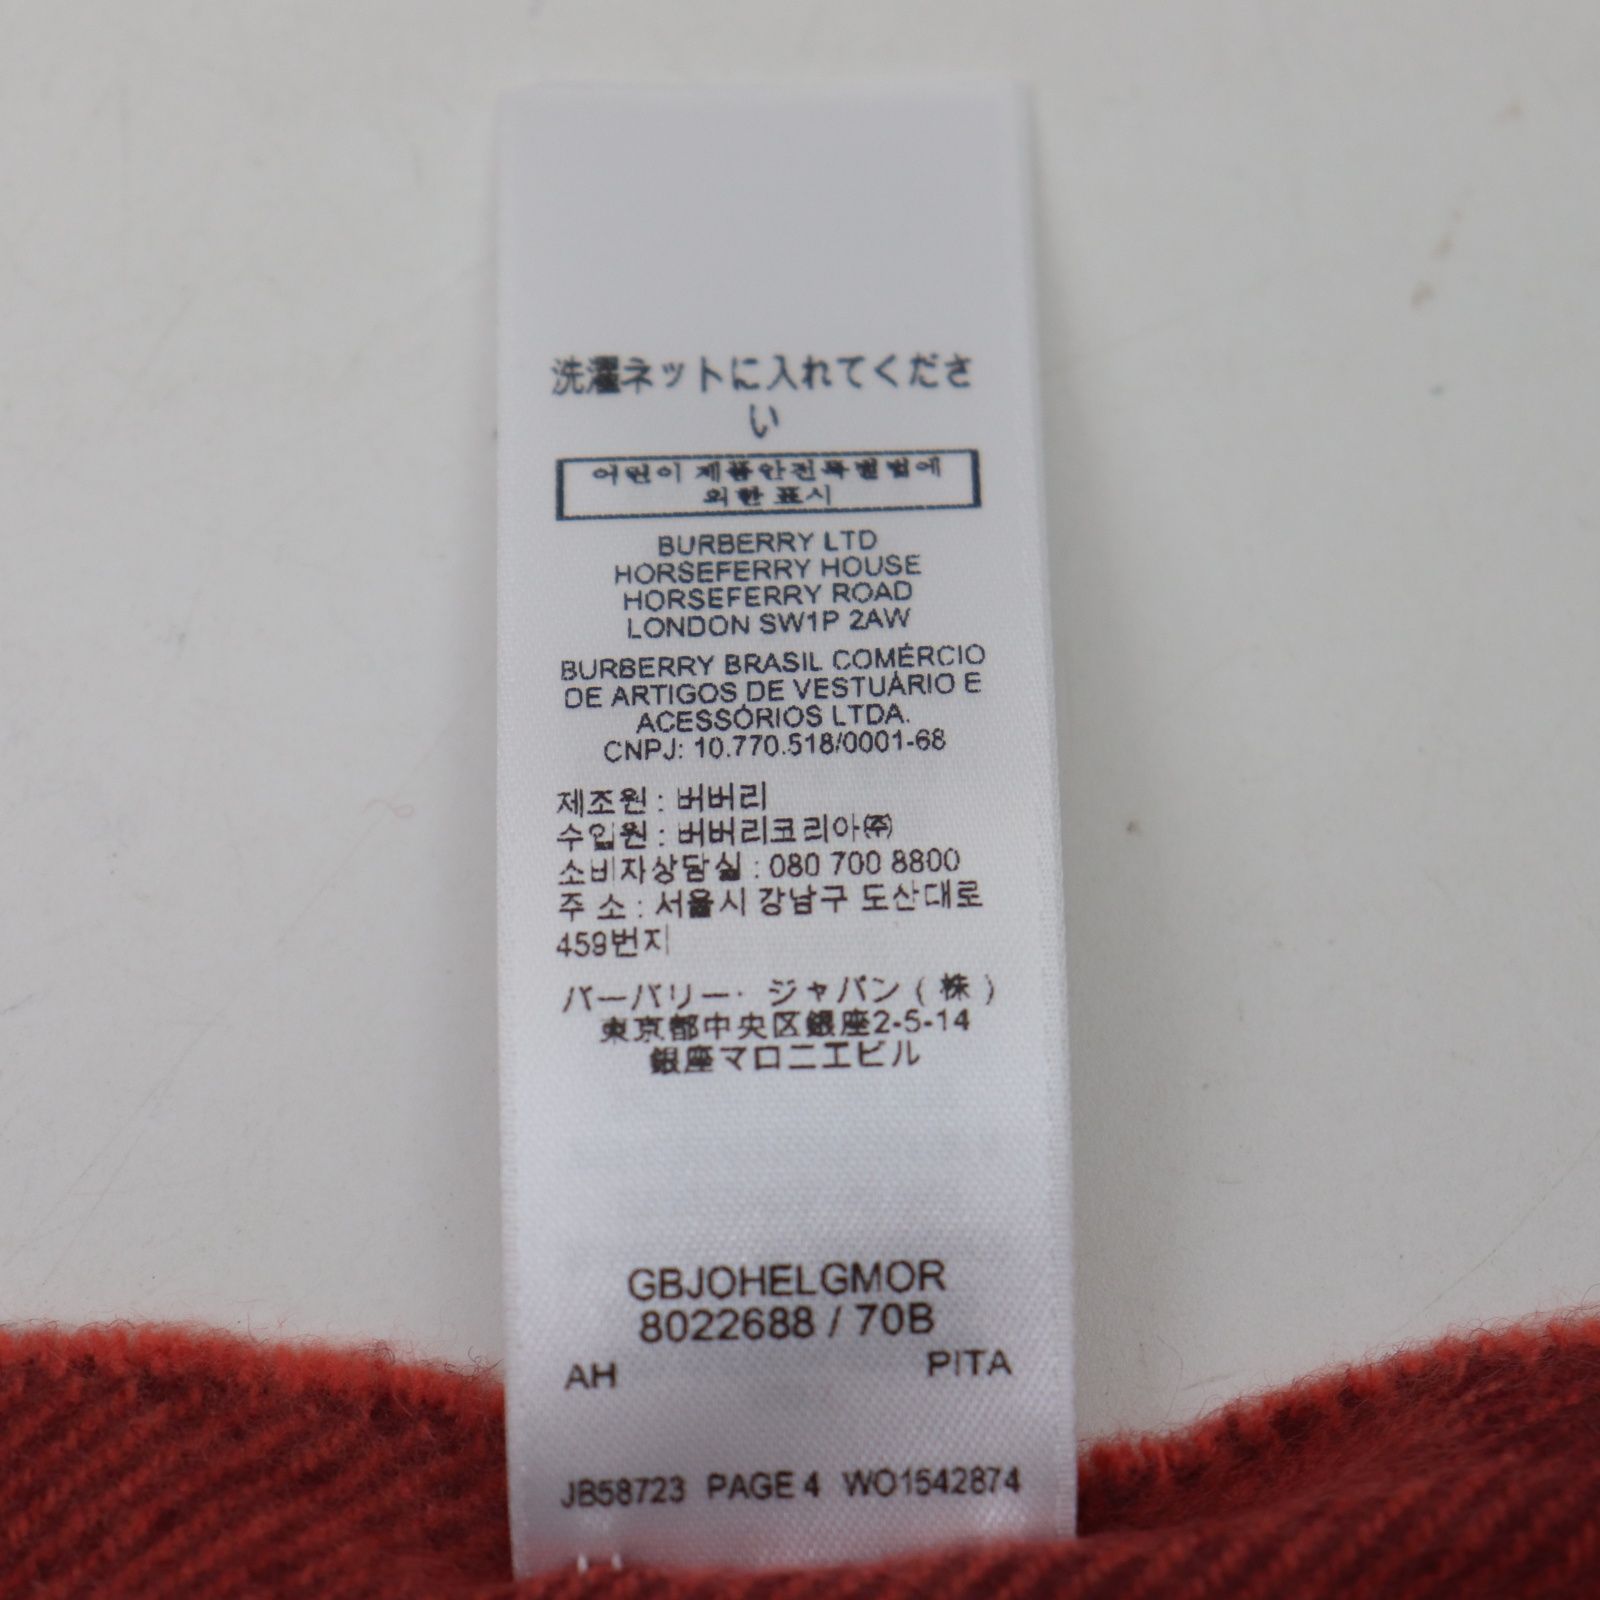 洗濯ネットに入れてくださ
い
어린이 제품안전특별법에
의한 표시
BURBERRY LTD
HORSEFERRY HOUSE
HORSEFERRY ROAD
LONDON SW1P 2AW
BURBERRY BRASIL COMÉRCIO
DE ARTIGOS DE VESTUÁRIO E
ACESSÓRIOS LTDA.
CNPJ: 10.770.518/0001-68
제조원 : 버버리
수입원 : 버버리코리아㈜
소비자상담실 : 080 700 8800
주 소 : 서울시 강남구 도산대로
459번지
バーバリー・ジャパン ( 株 )
東京都中央区銀座2-5-14
銀座マロニエビル
GBJOHELGMOR
8022688 / 70B
AH PITA
JB58723 PAGE 4 WO1542874